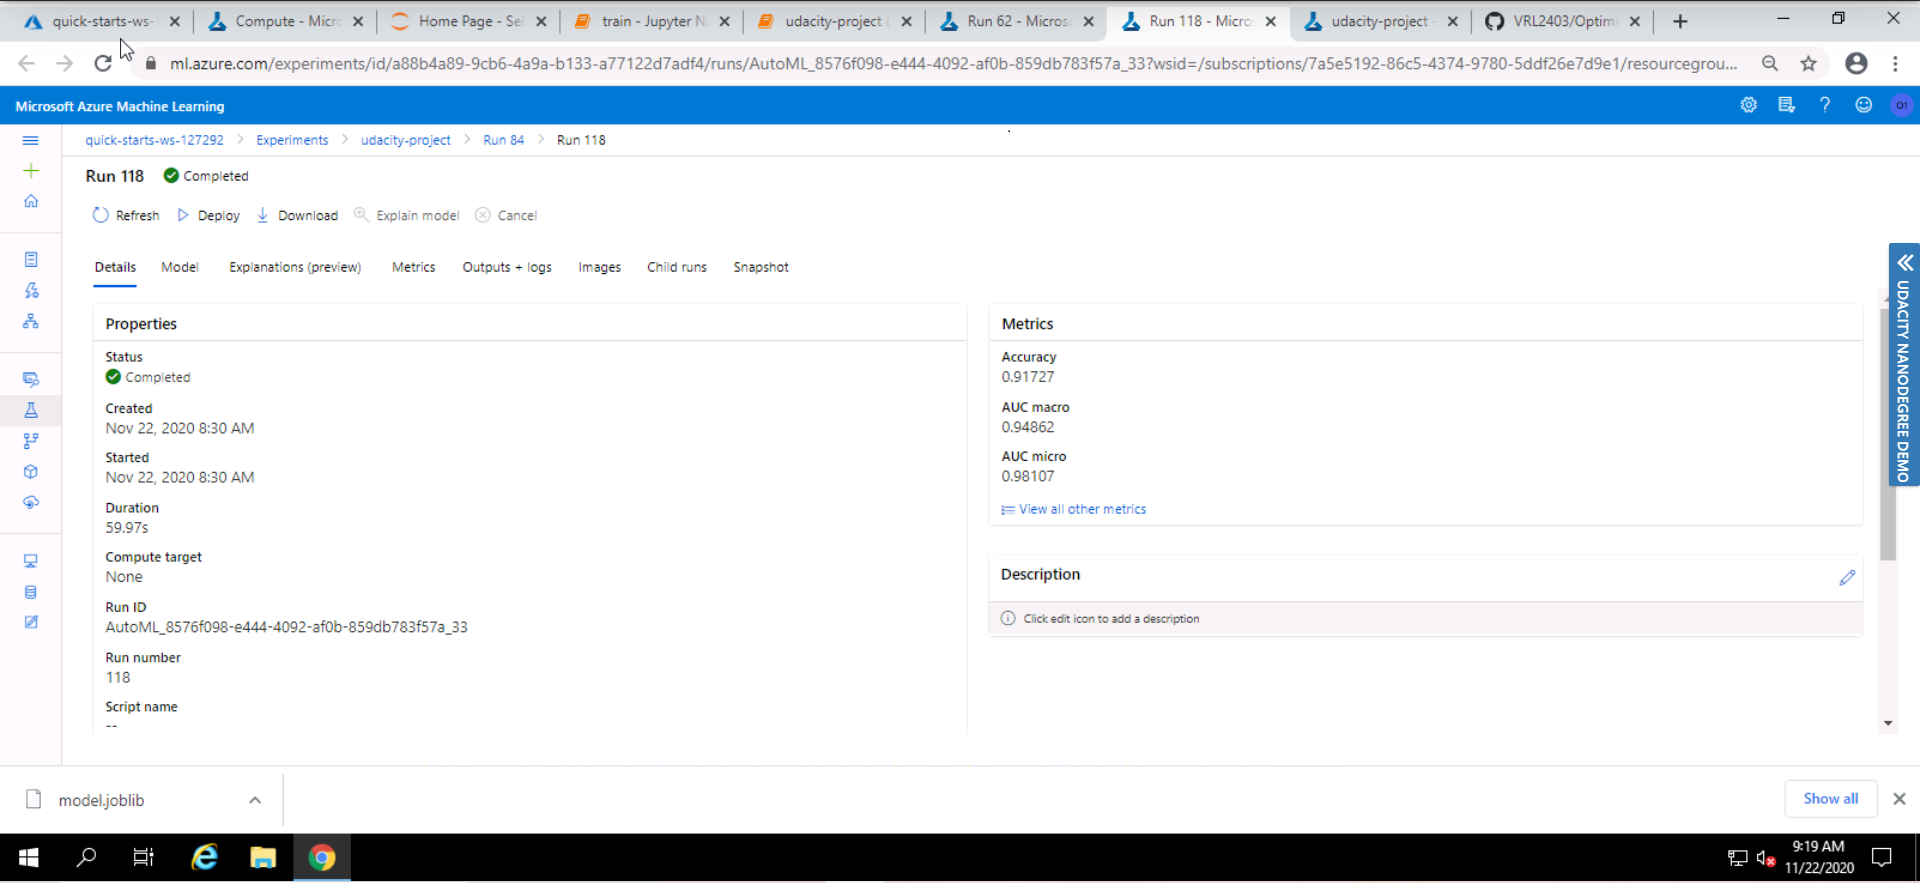 quick-starts-ws-
Compute - Micro
Home Page - Sel
train - Jupyter N
udacity-project (
Run 62 - Microso
Run 118 - Micro
udacity-project -
VRL2403/Optimi
ml.azure.com/experiments/id/a88b4a89-9cb6-4a9a-b133-a77122d7adf4/runs/AutoML_8576f098-e444-4092-af0b-859db783f57a_33?wsid=/subscriptions/7a5e5192-86c5-4374-9780-5ddf26e7d9e1/resourcegrou...
Microsoft Azure Machine Learning
O1
quick-starts-ws-127292 > Experiments > udacity-project > Run 84 > Run 118
Run 118 Completed
Refresh Deploy Download Explain model Cancel
Details Model Explanations (preview) Metrics Outputs + logs Images Child runs Snapshot
Properties
Status
Completed
Created
Nov 22, 2020 8:30 AM
Started
Nov 22, 2020 8:30 AM
Duration
59.97s
Compute target
None
Run ID
AutoML_8576f098-e444-4092-af0b-859db783f57a_33
Run number
118
Script name
--
Metrics
Accuracy
0.91727
AUC macro
0.94862
AUC micro
0.98107
View all other metrics
Description
Click edit icon to add a description
UDACITY NANODEGREE DEMO
model.joblib
Show all
9:19 AM
11/22/2020